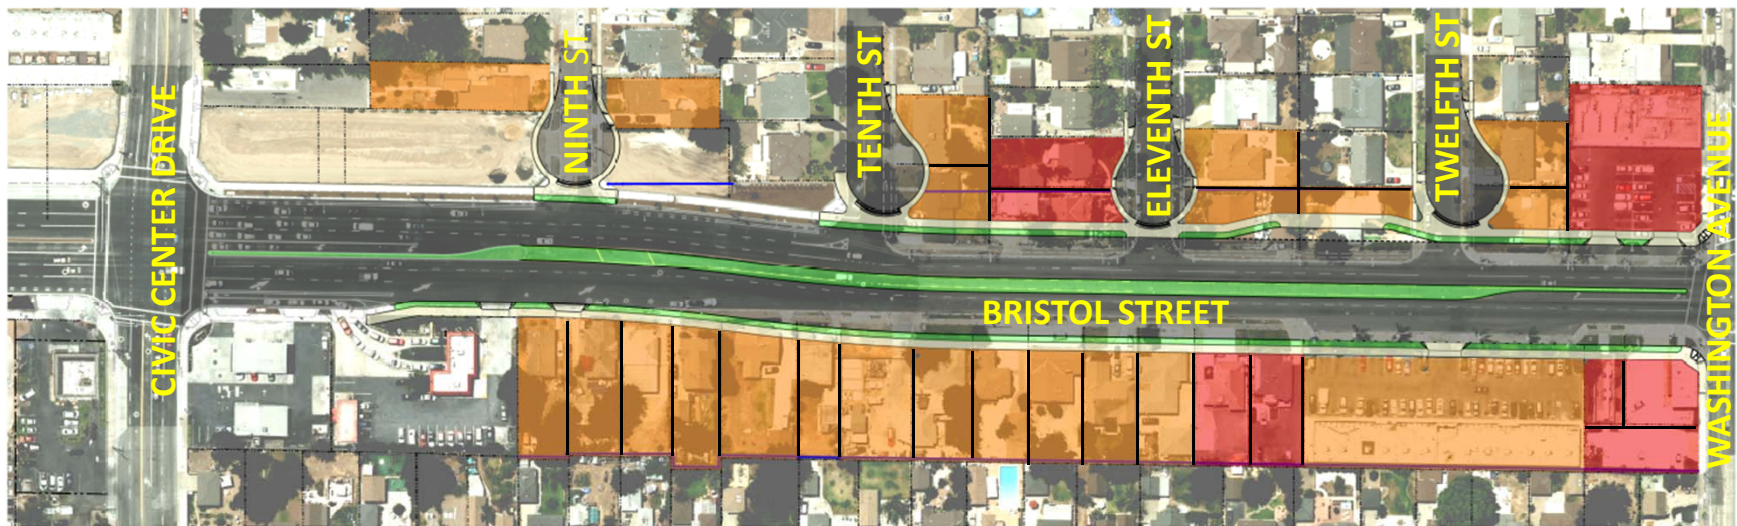 CIVIC CENTER DRIVE
NINTH ST
TENTH ST
ELEVENTH ST
TWELFTH ST
WASHINGTON AVENUE
BRISTOL STREET